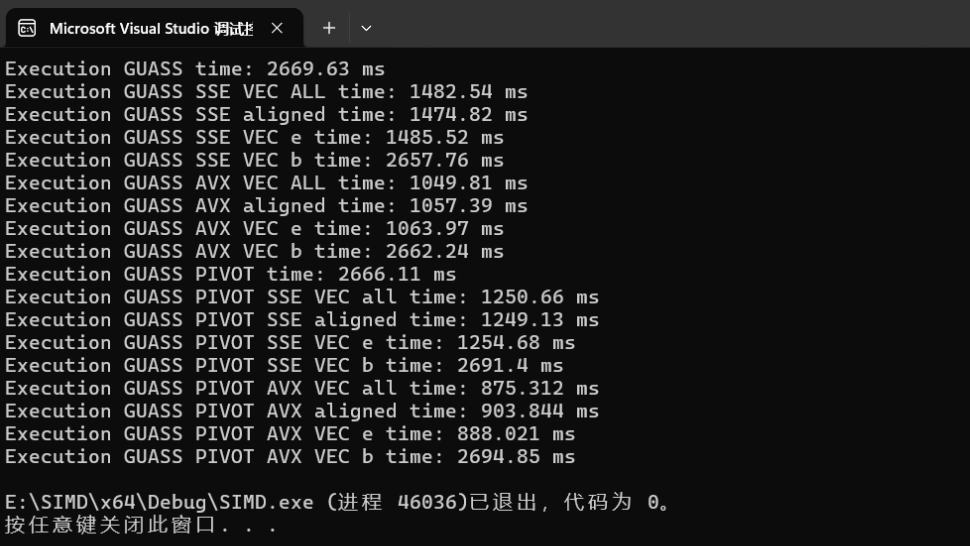 Microsoft Visual Studio 调试
Execution GUASS time: 2669.63 ms
Execution GUASS SSE VEC ALL time: 1482.54 ms
Execution GUASS SSE aligned time: 1474.82 ms
Execution GUASS SSE VEC e time: 1485.52 ms
Execution GUASS SSE VEC b time: 2657.76 ms
Execution GUASS AVX VEC ALL time: 1049.81 ms
Execution GUASS AVX aligned time: 1057.39 ms
Execution GUASS AVX VEC e time: 1063.97 ms
Execution GUASS AVX VEC b time: 2662.24 ms
Execution GUASS PIVOT time: 2666.11 ms
Execution GUASS PIVOT SSE VEC all time: 1250.66 ms
Execution GUASS PIVOT SSE aligned time: 1249.13 ms
Execution GUASS PIVOT SSE VEC e time: 1254.68 ms
Execution GUASS PIVOT SSE VEC b time: 2691.4 ms
Execution GUASS PIVOT AVX VEC all time: 875.312 ms
Execution GUASS PIVOT AVX aligned time: 903.844 ms
Execution GUASS PIVOT AVX VEC e time: 888.021 ms
Execution GUASS PIVOT AVX VEC b time: 2694.85 ms
E:\SIMD\x64\Debug\SIMD.exe (进程 46036)已退出，代码为 0。
按任意键关闭此窗口. . .